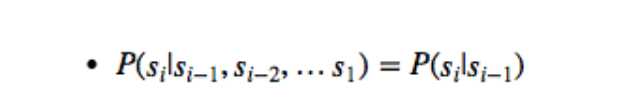 • P(sᵢ|sᵢ₋₁, sᵢ₋₂, … s₁) = P(sᵢ|sᵢ₋₁)